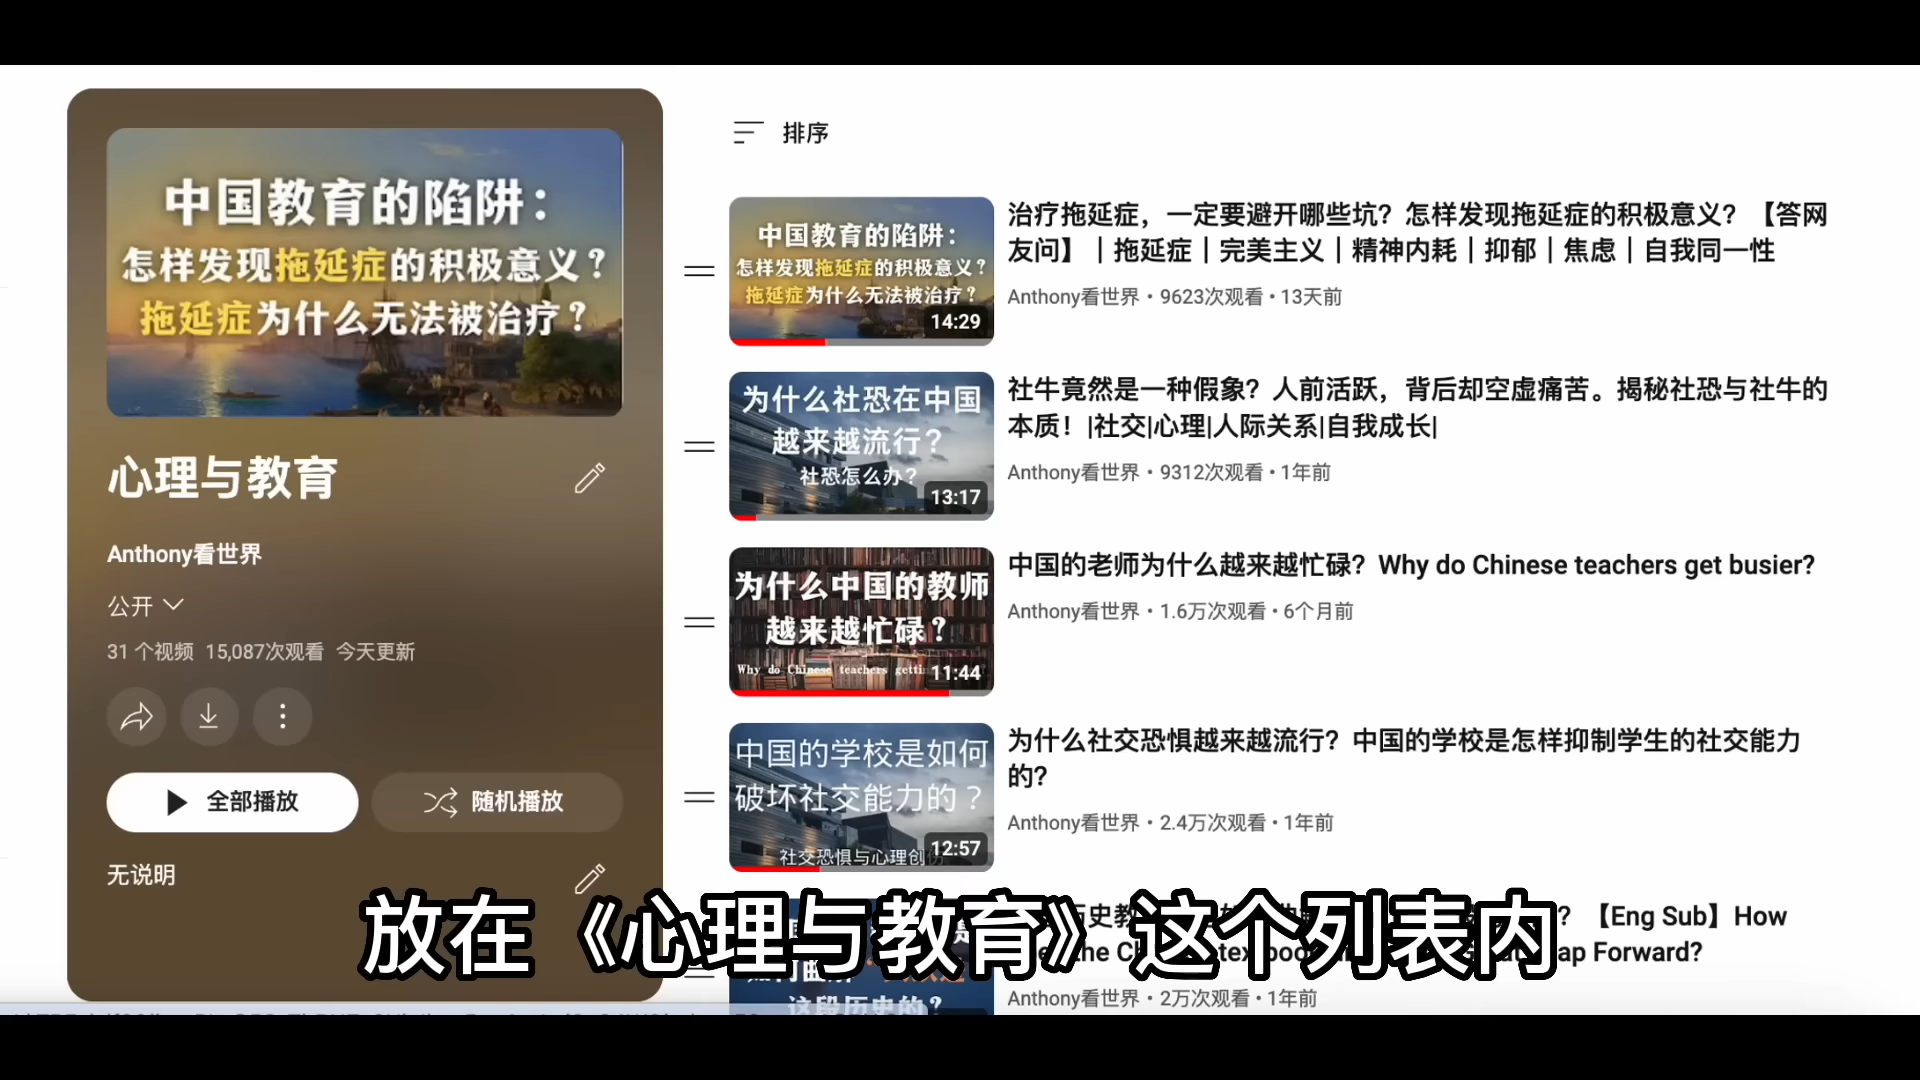 中国教育的陷阱：
怎样发现拖延症的积极意义？
拖延症为什么无法被治疗？
心理与教育
Anthony看世界
公开
31 个视频 15,087次观看 今天更新
全部播放
随机播放
无说明
排序
中国教育的陷阱：
怎样发现拖延症的积极意义？
拖延症为什么无法被治疗？
14:29
治疗拖延症，一定要避开哪些坑？怎样发现拖延症的积极意义？【答网
友问】｜拖延症｜完美主义｜精神内耗｜抑郁｜焦虑｜自我同一性
Anthony看世界 • 9623次观看 • 13天前
为什么社恐在中国
越来越流行？
社恐怎么办？
13:17
社牛竟然是一种假象？人前活跃，背后却空虚痛苦。揭秘社恐与社牛的
本质！|社交|心理|人际关系|自我成长|
Anthony看世界 • 9312次观看 • 1年前
为什么中国的教师
越来越忙碌？
Why do Chinese teachers
11:44
中国的老师为什么越来越忙碌？Why do Chinese teachers get busier?
Anthony看世界 • 1.6万次观看 • 6个月前
中国的学校是如何
破坏社交能力的？
社交恐惧与心理创伤
12:57
为什么社交恐惧越来越流行？中国的学校是怎样抑制学生的社交能力
的?
Anthony看世界 • 2.4万次观看 • 1年前
？【Eng Sub】How
the Forward?
Anthony看世界 • 2万次观看 • 1年前
这段历史的?
放在《心理与教育》这个列表内